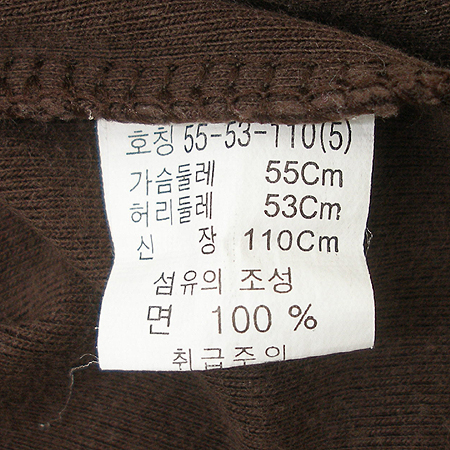 호칭 55-53-110(5)
가슴둘레 55Cm
허리둘레 53Cm
신 장 110Cm
섬유의 조성
면 100 %
취급주의